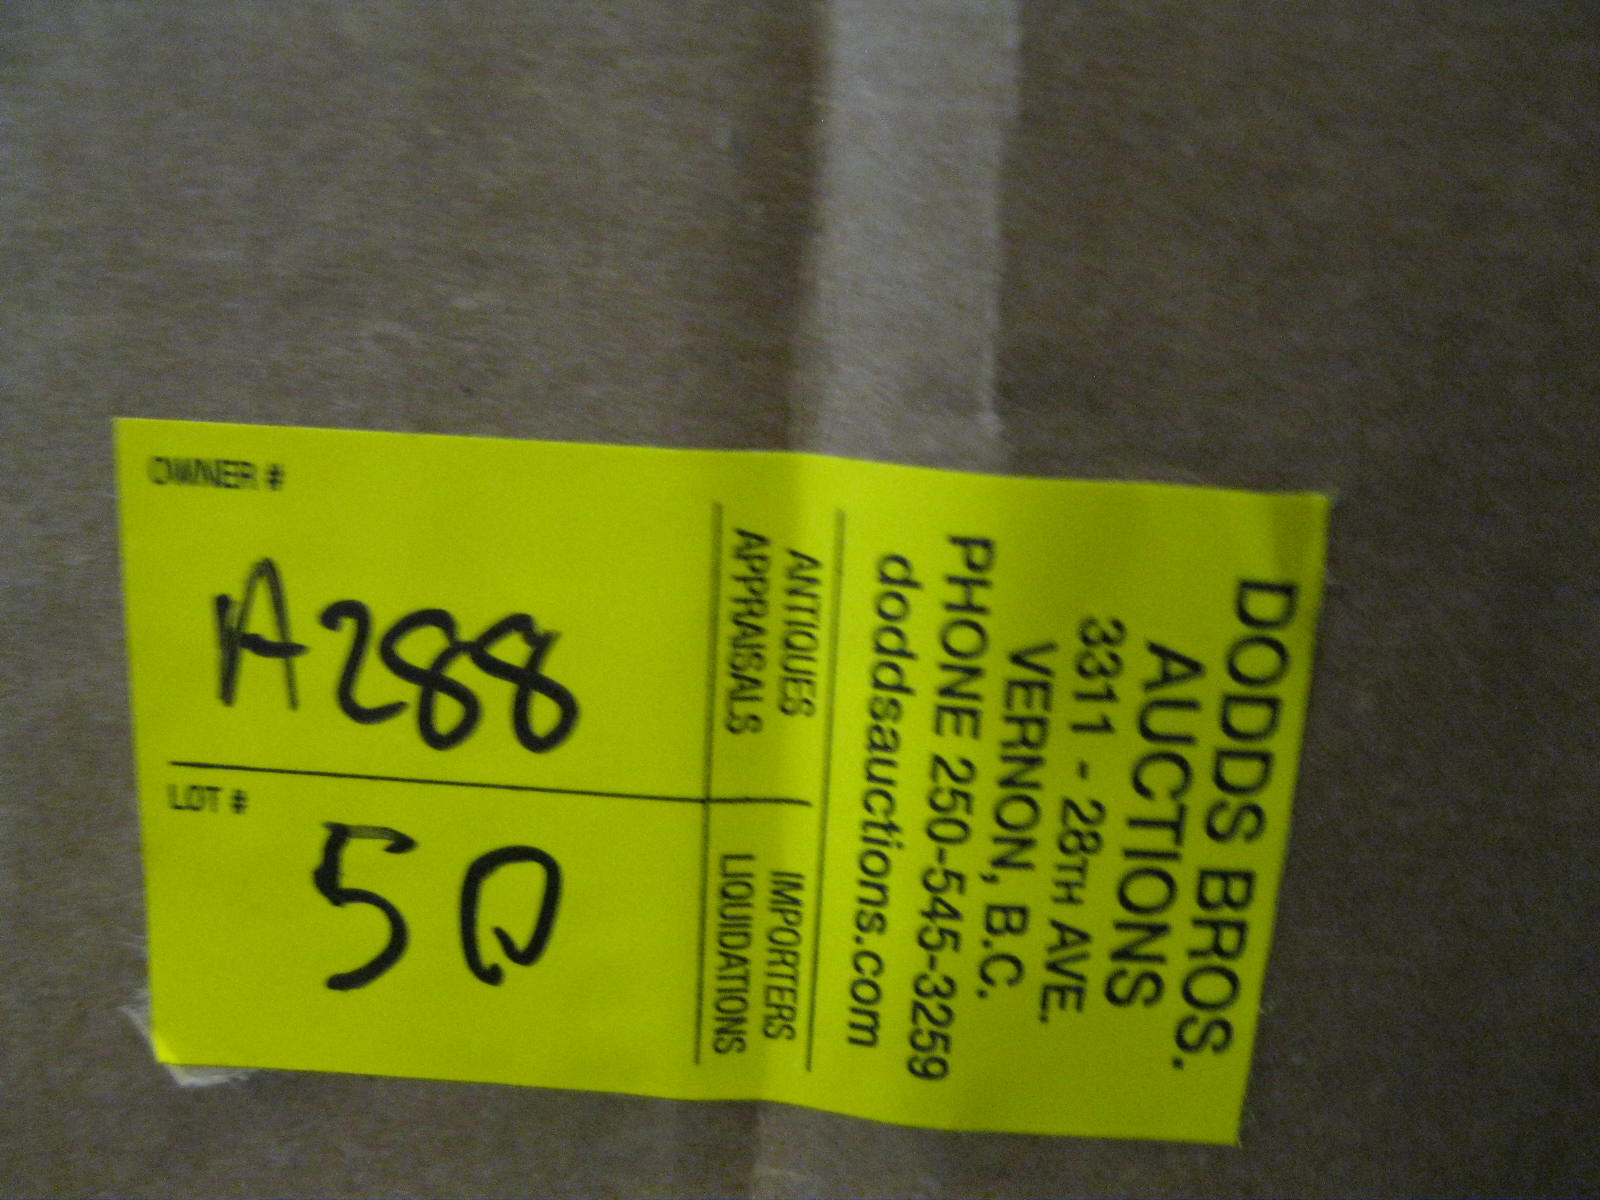 DODDS BROS.
AUCTIONS
3311 - 28TH AVE.
VERNON, B.C.
PHONE 250-545-3259
doddsauctions.com
ANTIQUES
APPRAISALS
IMPORTERS
LIQUIDATIONS
OWNER #
A288
LOT #
50